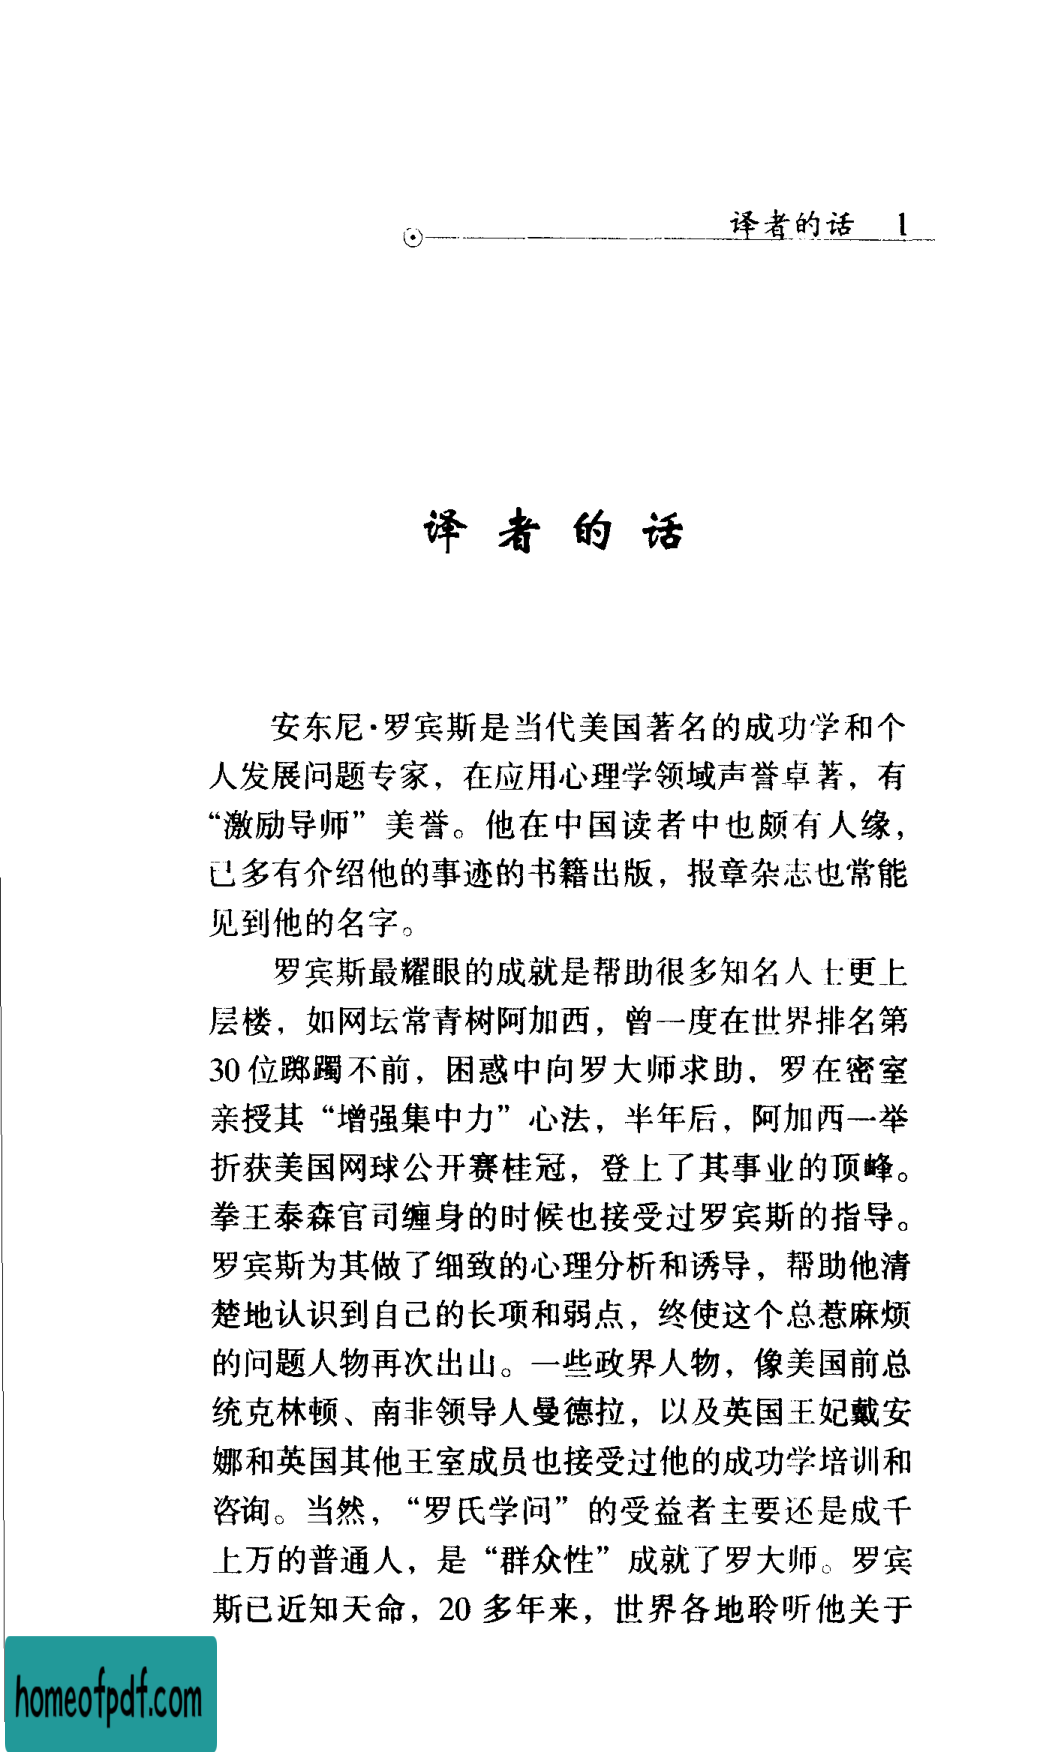 译者的话 1
译者的话
安东尼·罗宾斯是当代美国著名的成功学和个
人发展问题专家，在应用心理学领域声誉卓著，有
“激励导师”美誉。他在中国读者中也颇有人缘，
已多有介绍他的事迹的书籍出版，报章杂志也常能
见到他的名字。
罗宾斯最耀眼的成就是帮助很多知名人士更上
层楼，如网坛常青树阿加西，曾一度在世界排名第
30位踯躅不前，困惑中向罗大师求助，罗在密室
亲授其“增强集中力”心法，半年后，阿加西一举
折获美国网球公开赛桂冠，登上了其事业的顶峰。
拳王泰森官司缠身的时候也接受过罗宾斯的指导。
罗宾斯为其做了细致的心理分析和诱导，帮助他清
楚地认识到自己的长项和弱点，终使这个总惹麻烦
的问题人物再次出山。一些政界人物，像美国前总
统克林顿、南非领导人曼德拉，以及英国王妃戴安
娜和英国其他王室成员也接受过他的成功学培训和
咨询。当然，“罗氏学问”的受益者主要还是成千
上万的普通人，是“群众性”成就了罗大师。罗宾
斯已近知天命，20多年来，世界各地聆听他关于
homeofpdf.com